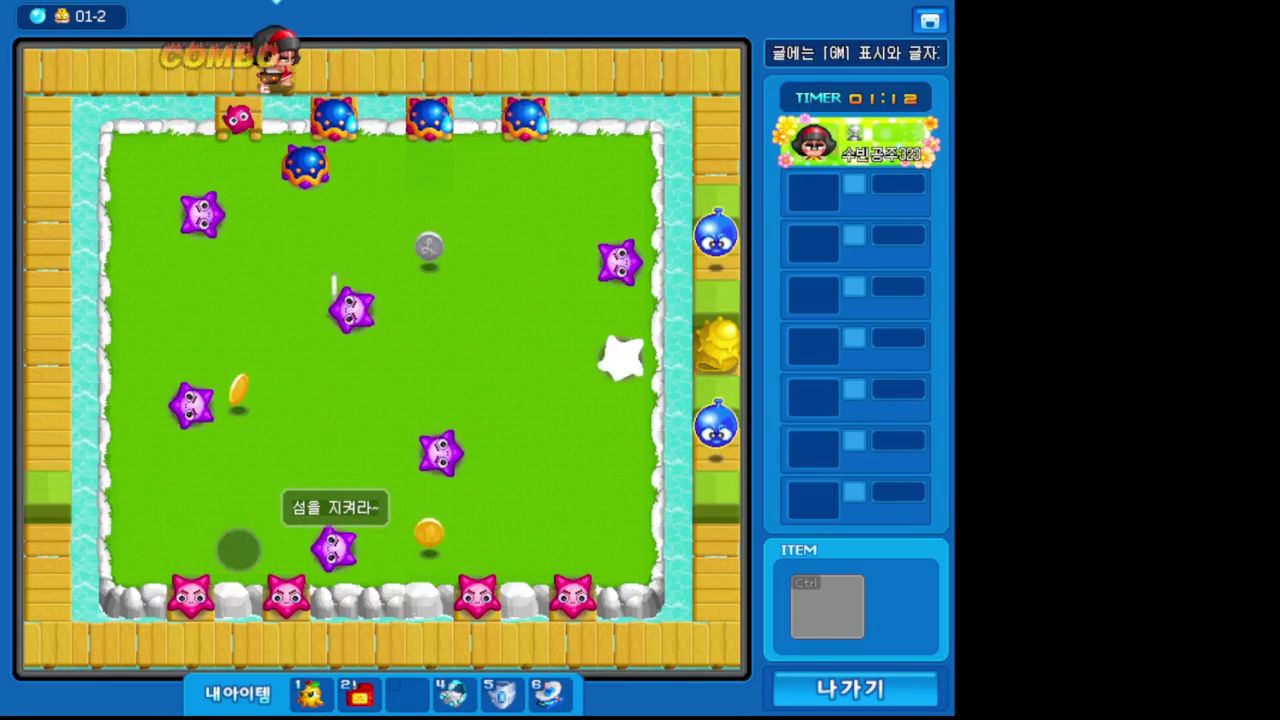 01-2
COMBO
글에는 [GM] 표시와 글자
TIMER 01:12
수빈공주323
섬을 지켜라~
ITEM
Ctrl
나가기
내아이템
1
2
4
5
6